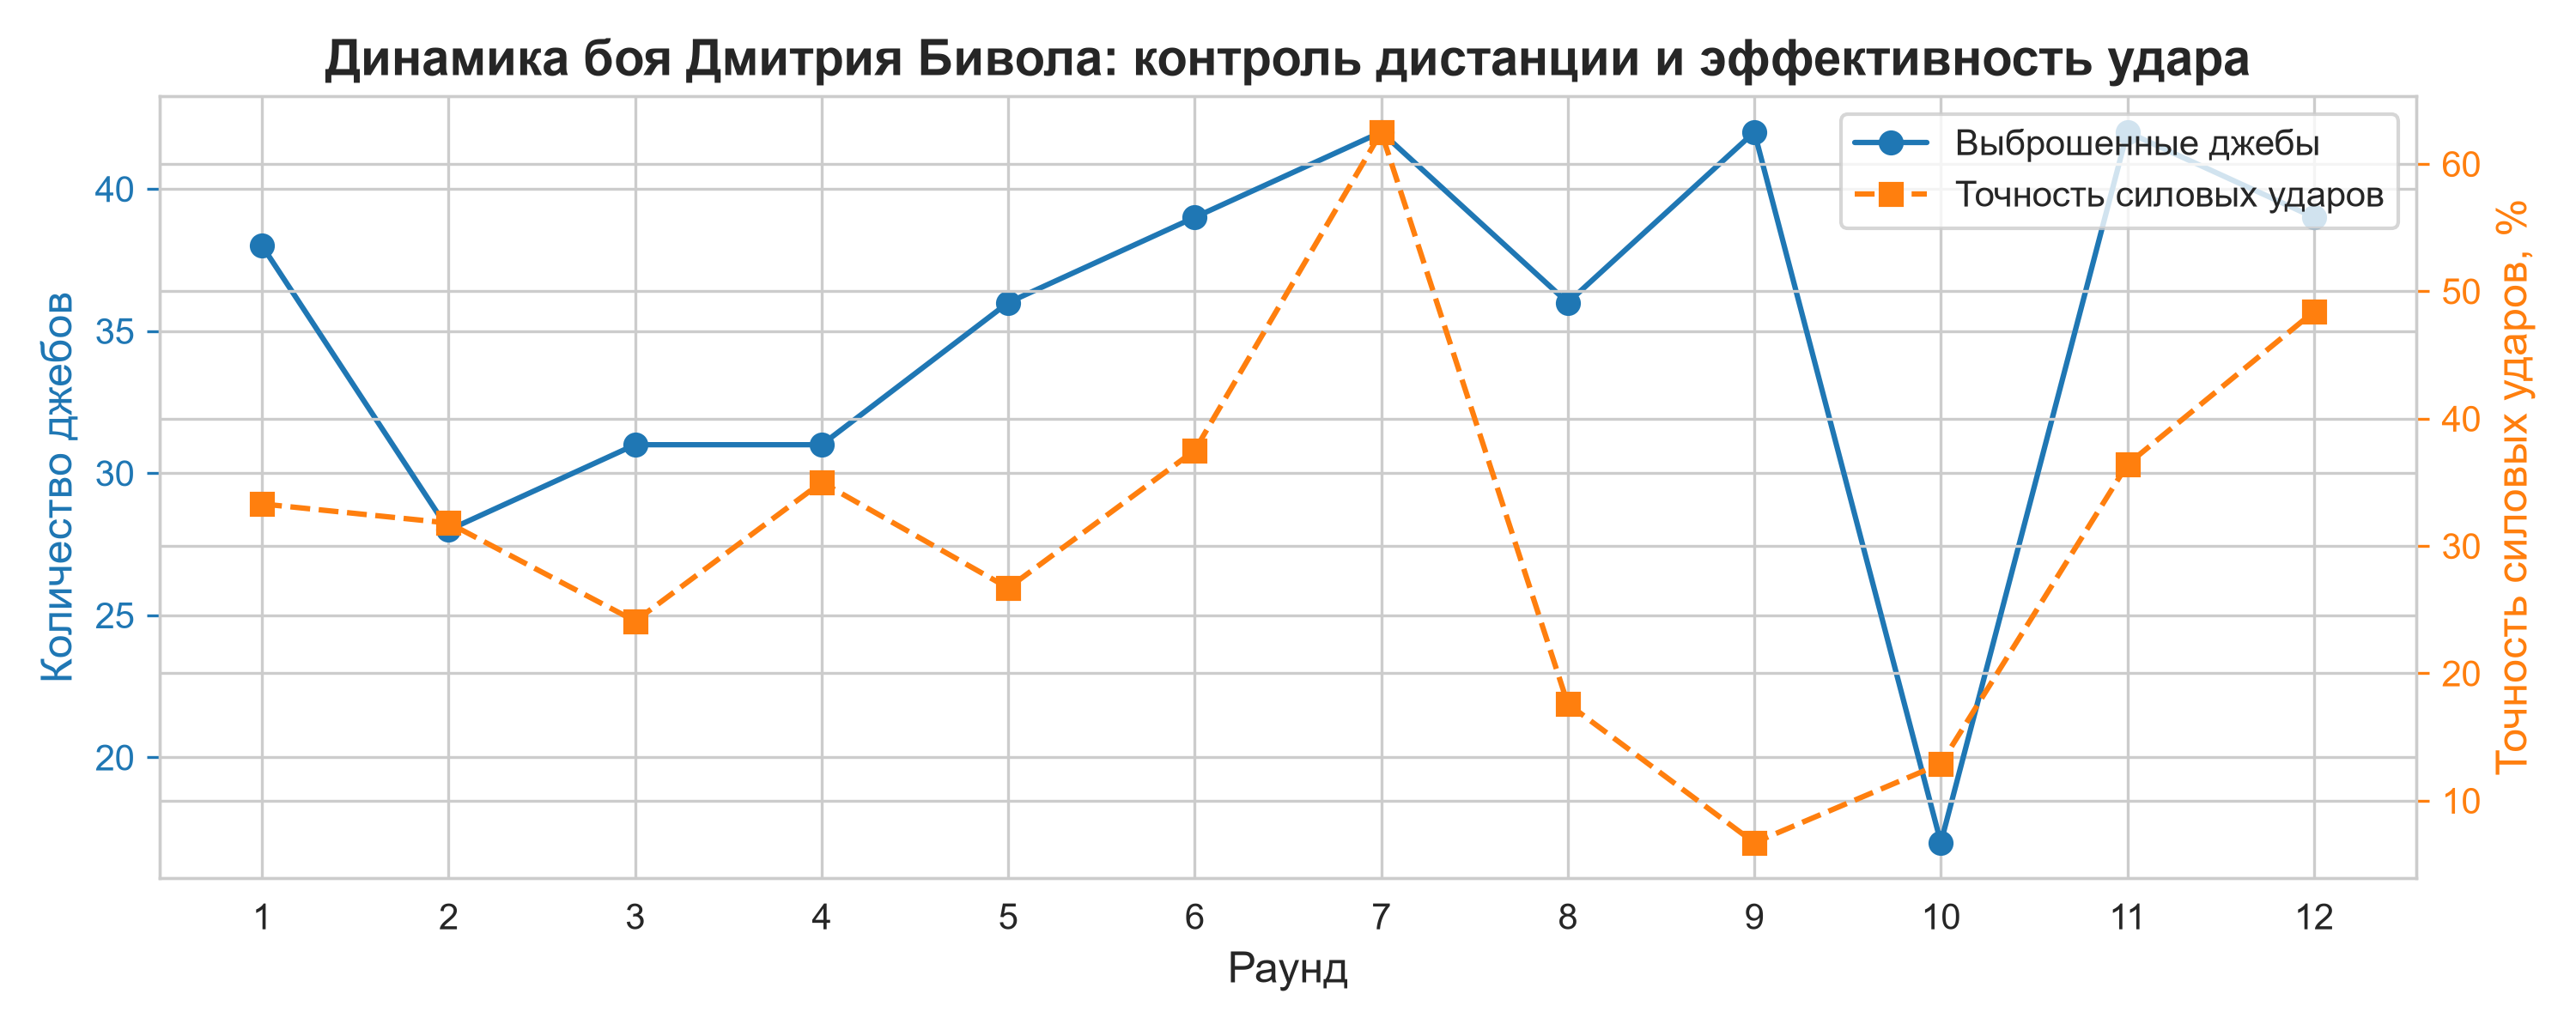 Динамика боя Дмитрия Бивола: контроль дистанции и эффективность удара
Количество джебов
40
35
30
25
20
Выброшенные джебы
Точность силовых ударов
60
50
40
30
20
10
Точность силовых ударов, %
1 2 3 4 5 6 7 8 9 10 11 12
Раунд